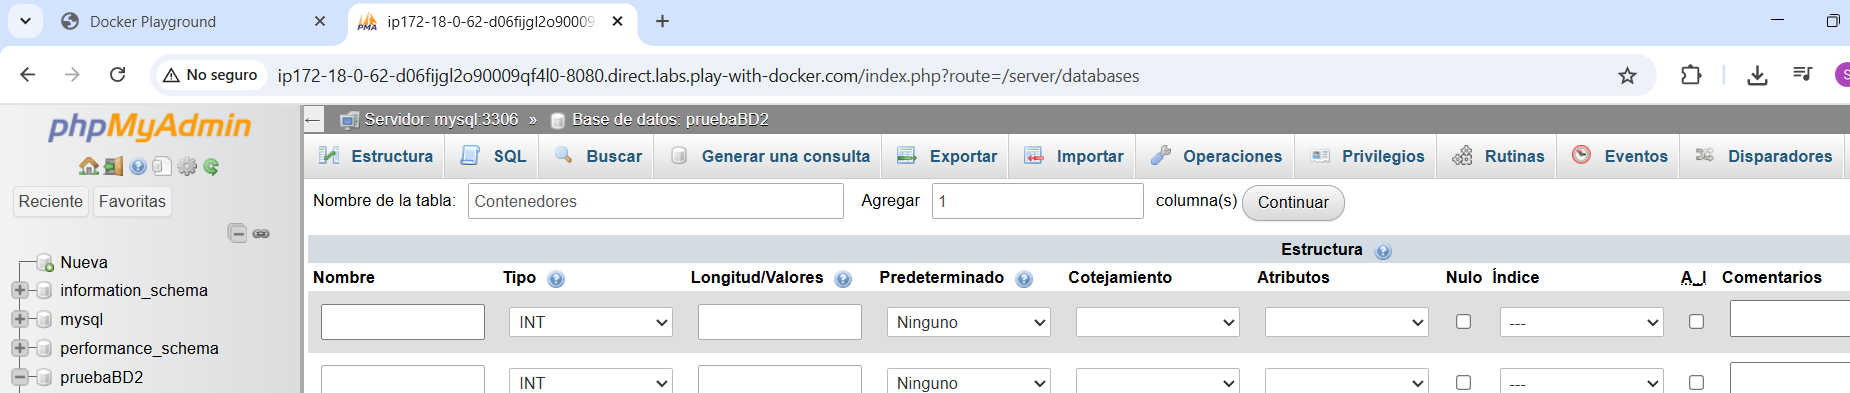 Docker Playground
PMA ip172-18-0-62-d06fijgl2o90009
No seguro ip172-18-0-62-d06fijgl2o90009qf4l0-8080.direct.labs.play-with-docker.com/index.php?route=/server/databases
S
phpMyAdmin
Reciente Favoritas
Nueva
information_schema
mysql
performance_schema
pruebaBD2
Servidor: mysql:3306 » Base de datos: pruebaBD2
Estructura SQL Buscar Generar una consulta Exportar Importar Operaciones Privilegios Rutinas Eventos Disparadores
Nombre de la tabla: Contenedores Agregar 1 columna(s) Continuar
Estructura
Nombre Tipo Longitud/Valores Predeterminado Cotejamiento Atributos Nulo Índice A_I Comentarios
INT Ninguno ---
INT Ninguno ---